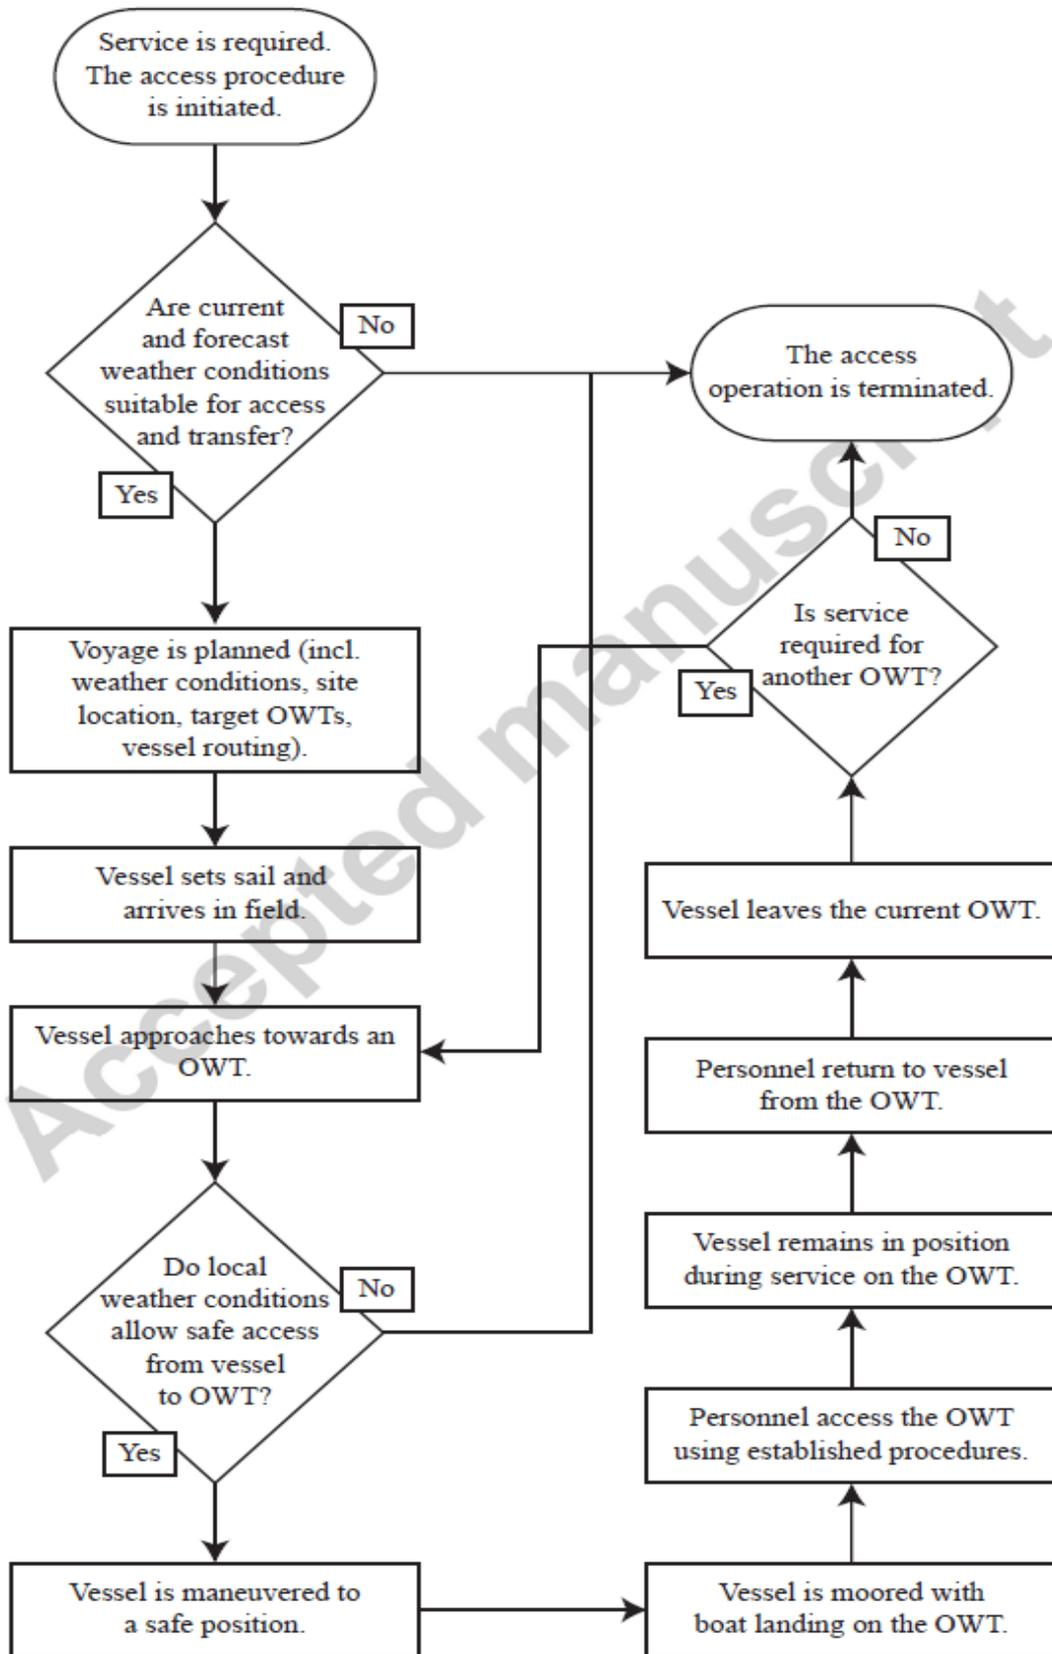 Service is required.
The access procedure
is initiated.
Are current
and forecast
weather conditions
suitable for access
and transfer?
No
Yes
The access
operation is terminated.
Voyage is planned (incl.
weather conditions, site
location, target OWTs,
vessel routing).
Vessel sets sail and
arrives in field.
Vessel approaches towards an
OWT.
Do local
weather conditions
allow safe access
from vessel
to OWT?
No
Yes
Vessel is maneuvered to
a safe position.
Vessel is moored with
boat landing on the OWT.
Personnel access the OWT
using established procedures.
Vessel remains in position
during service on the OWT.
Personnel return to vessel
from the OWT.
Vessel leaves the current OWT.
Is service
required for
another OWT?
No
Yes
Accepted manuscript